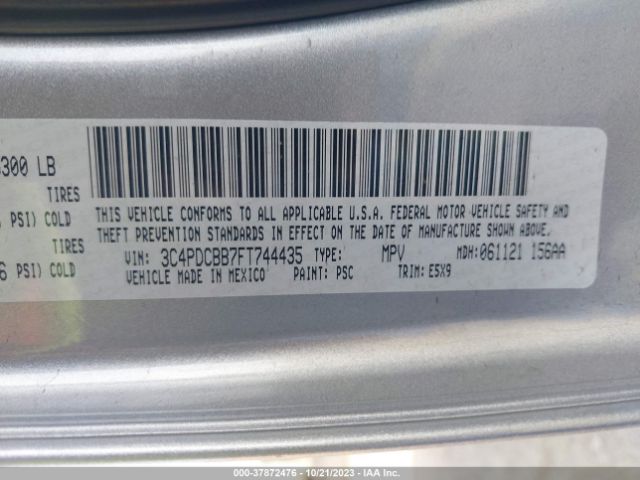 300 LB
TIRES
PSI) COLD
TIRES
PSI) COLD
THIS VEHICLE CONFORMS TO ALL APPLICABLE U.S.A. FEDERAL MOTOR VEHICLE SAFETY AND
THEFT PREVENTION STANDARDS IN EFFECT ON THE DATE OF MANUFACTURE SHOWN ABOVE.
VIN: 3C4PDCBB7FT744435 TYPE: MPV MDH: 061121 156AA
VEHICLE MADE IN MEXICO PAINT: PSC TRIM: E5X9
000-37872476 | 10/21/2023 | IAA Inc.